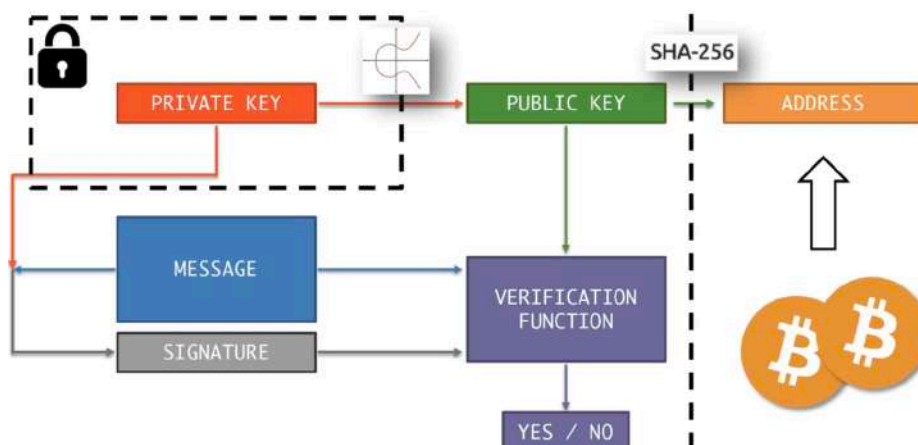 SHA-256
PRIVATE KEY
PUBLIC KEY
ADDRESS
MESSAGE
VERIFICATION
FUNCTION
SIGNATURE
YES / NO